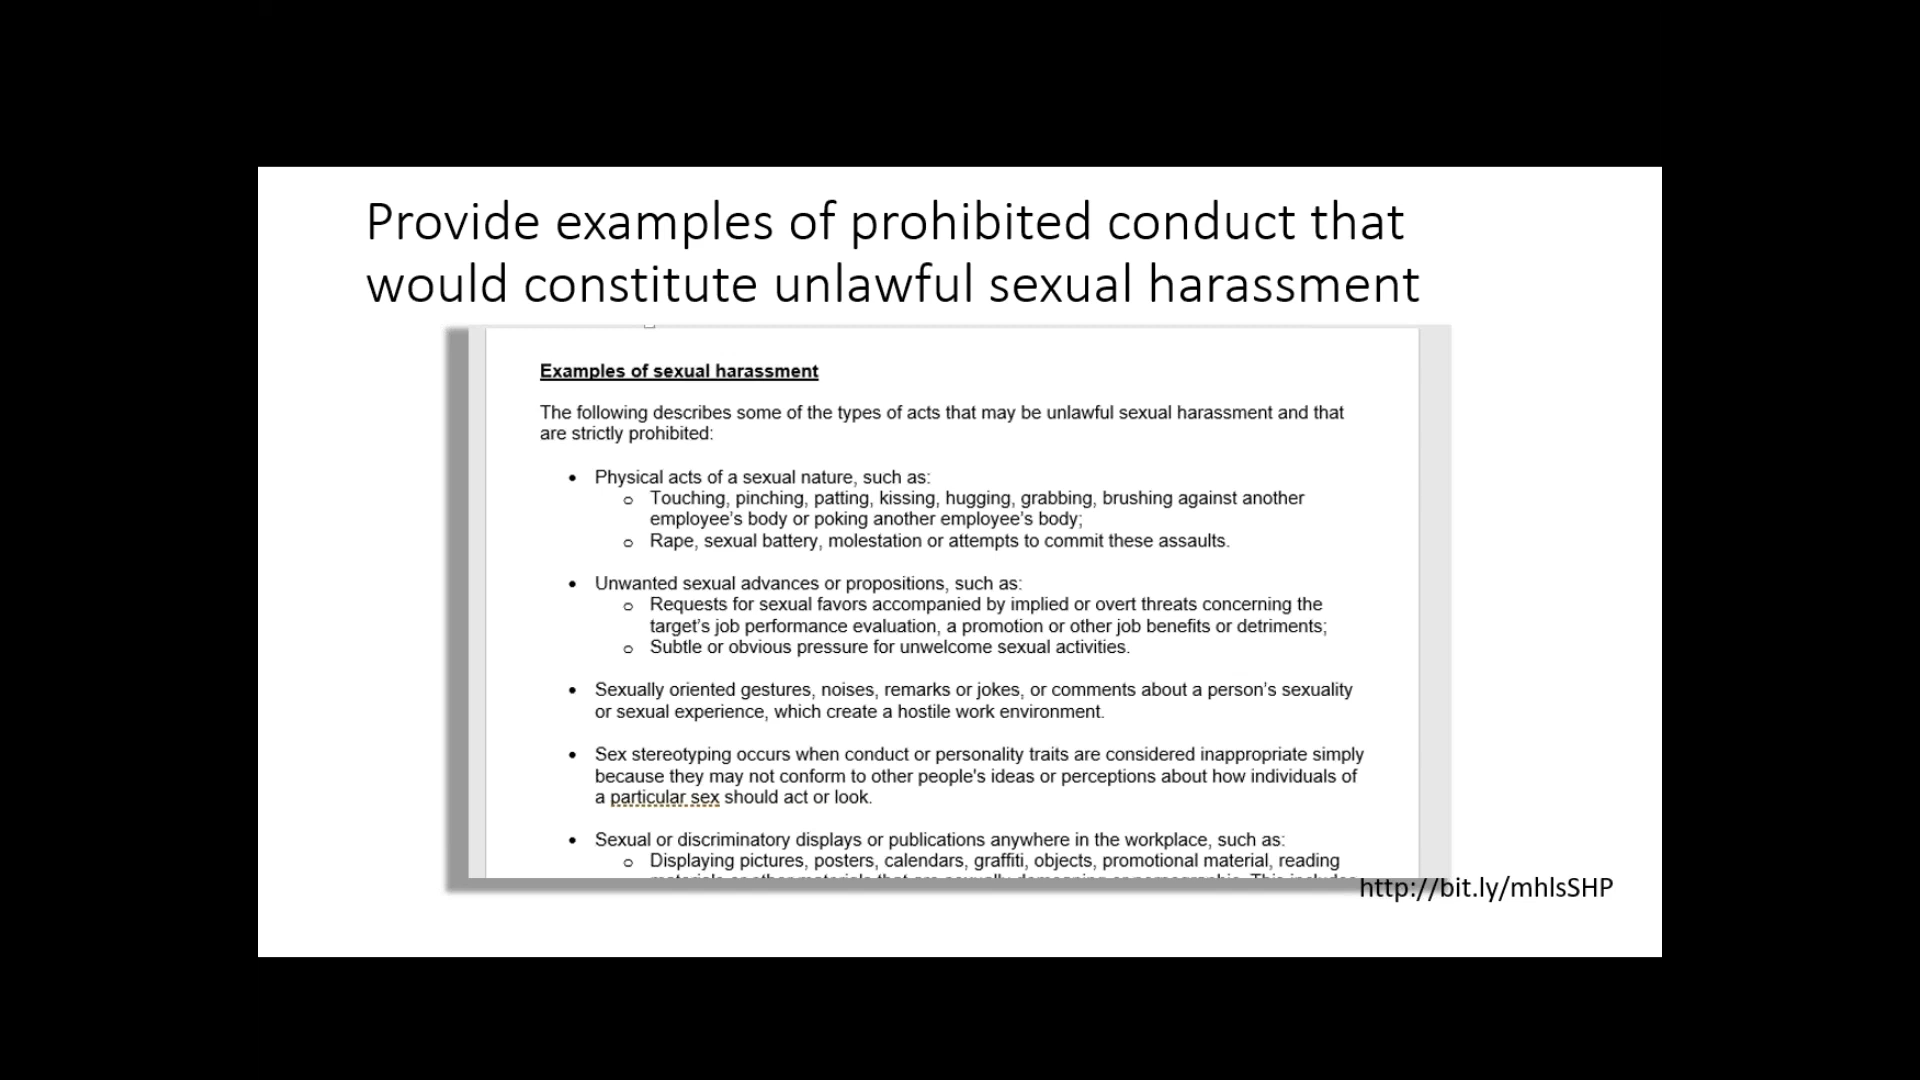 Provide examples of prohibited conduct that
would constitute unlawful sexual harassment
Examples of sexual harassment
The following describes some of the types of acts that may be unlawful sexual harassment and that
are strictly prohibited:
• Physical acts of a sexual nature, such as:
o Touching, pinching, patting, kissing, hugging, grabbing, brushing against another
employee’s body or poking another employee’s body;
o Rape, sexual battery, molestation or attempts to commit these assaults.
• Unwanted sexual advances or propositions, such as:
o Requests for sexual favors accompanied by implied or overt threats concerning the
target’s job performance evaluation, a promotion or other job benefits or detriments;
o Subtle or obvious pressure for unwelcome sexual activities.
• Sexually oriented gestures, noises, remarks or jokes, or comments about a person’s sexuality
or sexual experience, which create a hostile work environment.
• Sex stereotyping occurs when conduct or personality traits are considered inappropriate simply
because they may not conform to other people's ideas or perceptions about how individuals of
a particular sex should act or look.
• Sexual or discriminatory displays or publications anywhere in the workplace, such as:
o Displaying pictures, posters, calendars, graffiti, objects, promotional material, reading
http://bit.ly/mhlsSHP